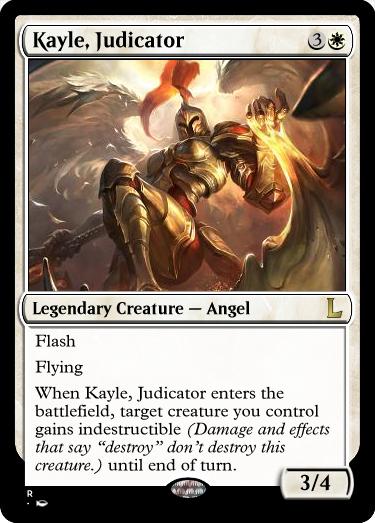 Kayle, Judicator 3
Legendary Creature — Angel L
Flash
Flying
When Kayle, Judicator enters the
battlefield, target creature you control
gains indestructible (Damage and effects
that say “destroy” don’t destroy this
creature.) until end of turn.
3/4
R